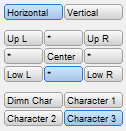 Horizontal Vertical
Up L * Up R
* Center *
Low L * Low R
Dimn Char Character 1
Character 2 Character 3